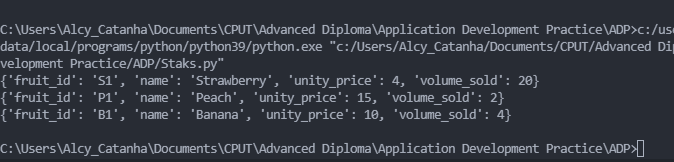 C:\Users\Alcy_Catanha\Documents\CPUT\Advanced Diploma\Application Development Practice\ADP>c:/use
data/local/programs/python/python39/python.exe "c:/Users/Alcy_Catanha/Documents/CPUT/Advanced Dip
velopment Practice/ADP/Staks.py"
{'fruit_id': 'S1', 'name': 'Strawberry', 'unity_price': 4, 'volume_sold': 20}
{'fruit_id': 'P1', 'name': 'Peach', 'unity_price': 15, 'volume_sold': 2}
{'fruit_id': 'B1', 'name': 'Banana', 'unity_price': 10, 'volume_sold': 4}
C:\Users\Alcy_Catanha\Documents\CPUT\Advanced Diploma\Application Development Practice\ADP>